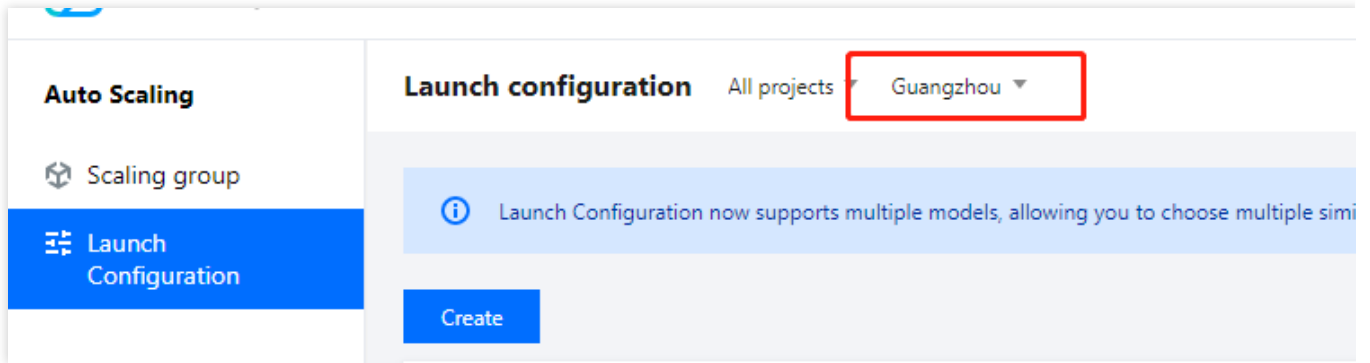 Auto Scaling
Scaling group
Launch
Configuration
Launch configuration All projects Guangzhou
Launch Configuration now supports multiple models, allowing you to choose multiple simi
Create